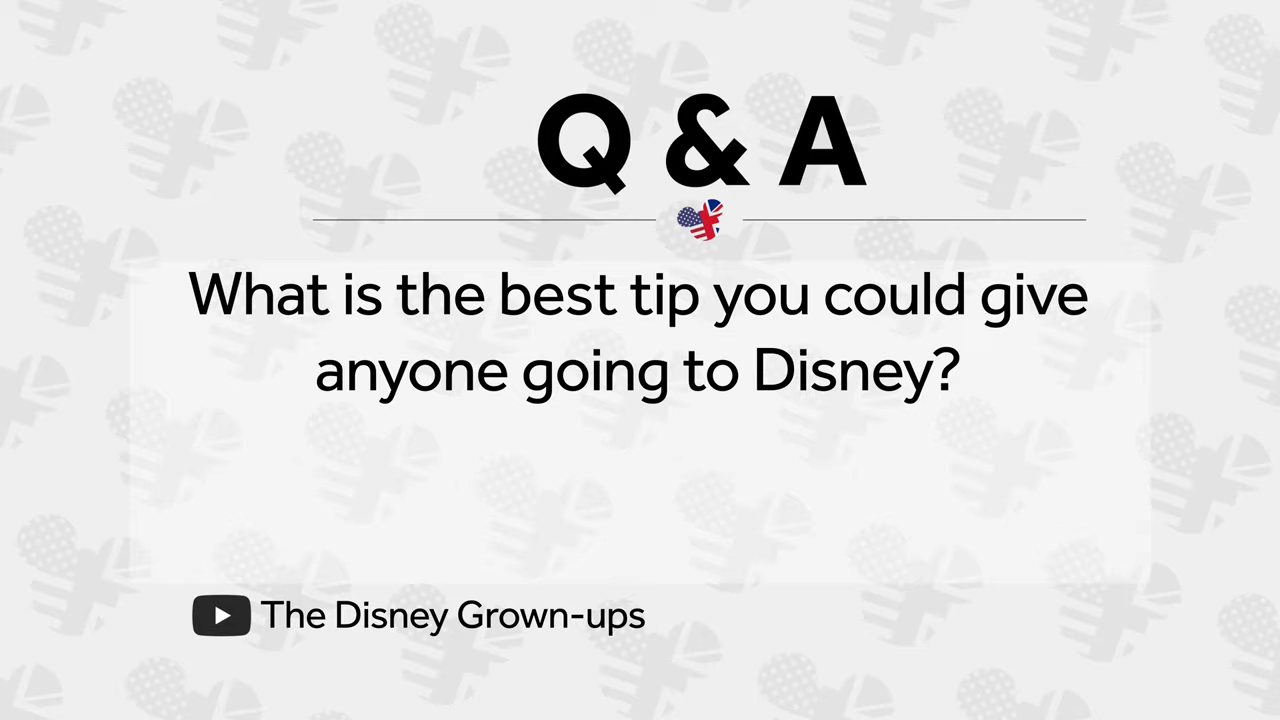 Q & A
What is the best tip you could give
anyone going to Disney?
The Disney Grown-ups